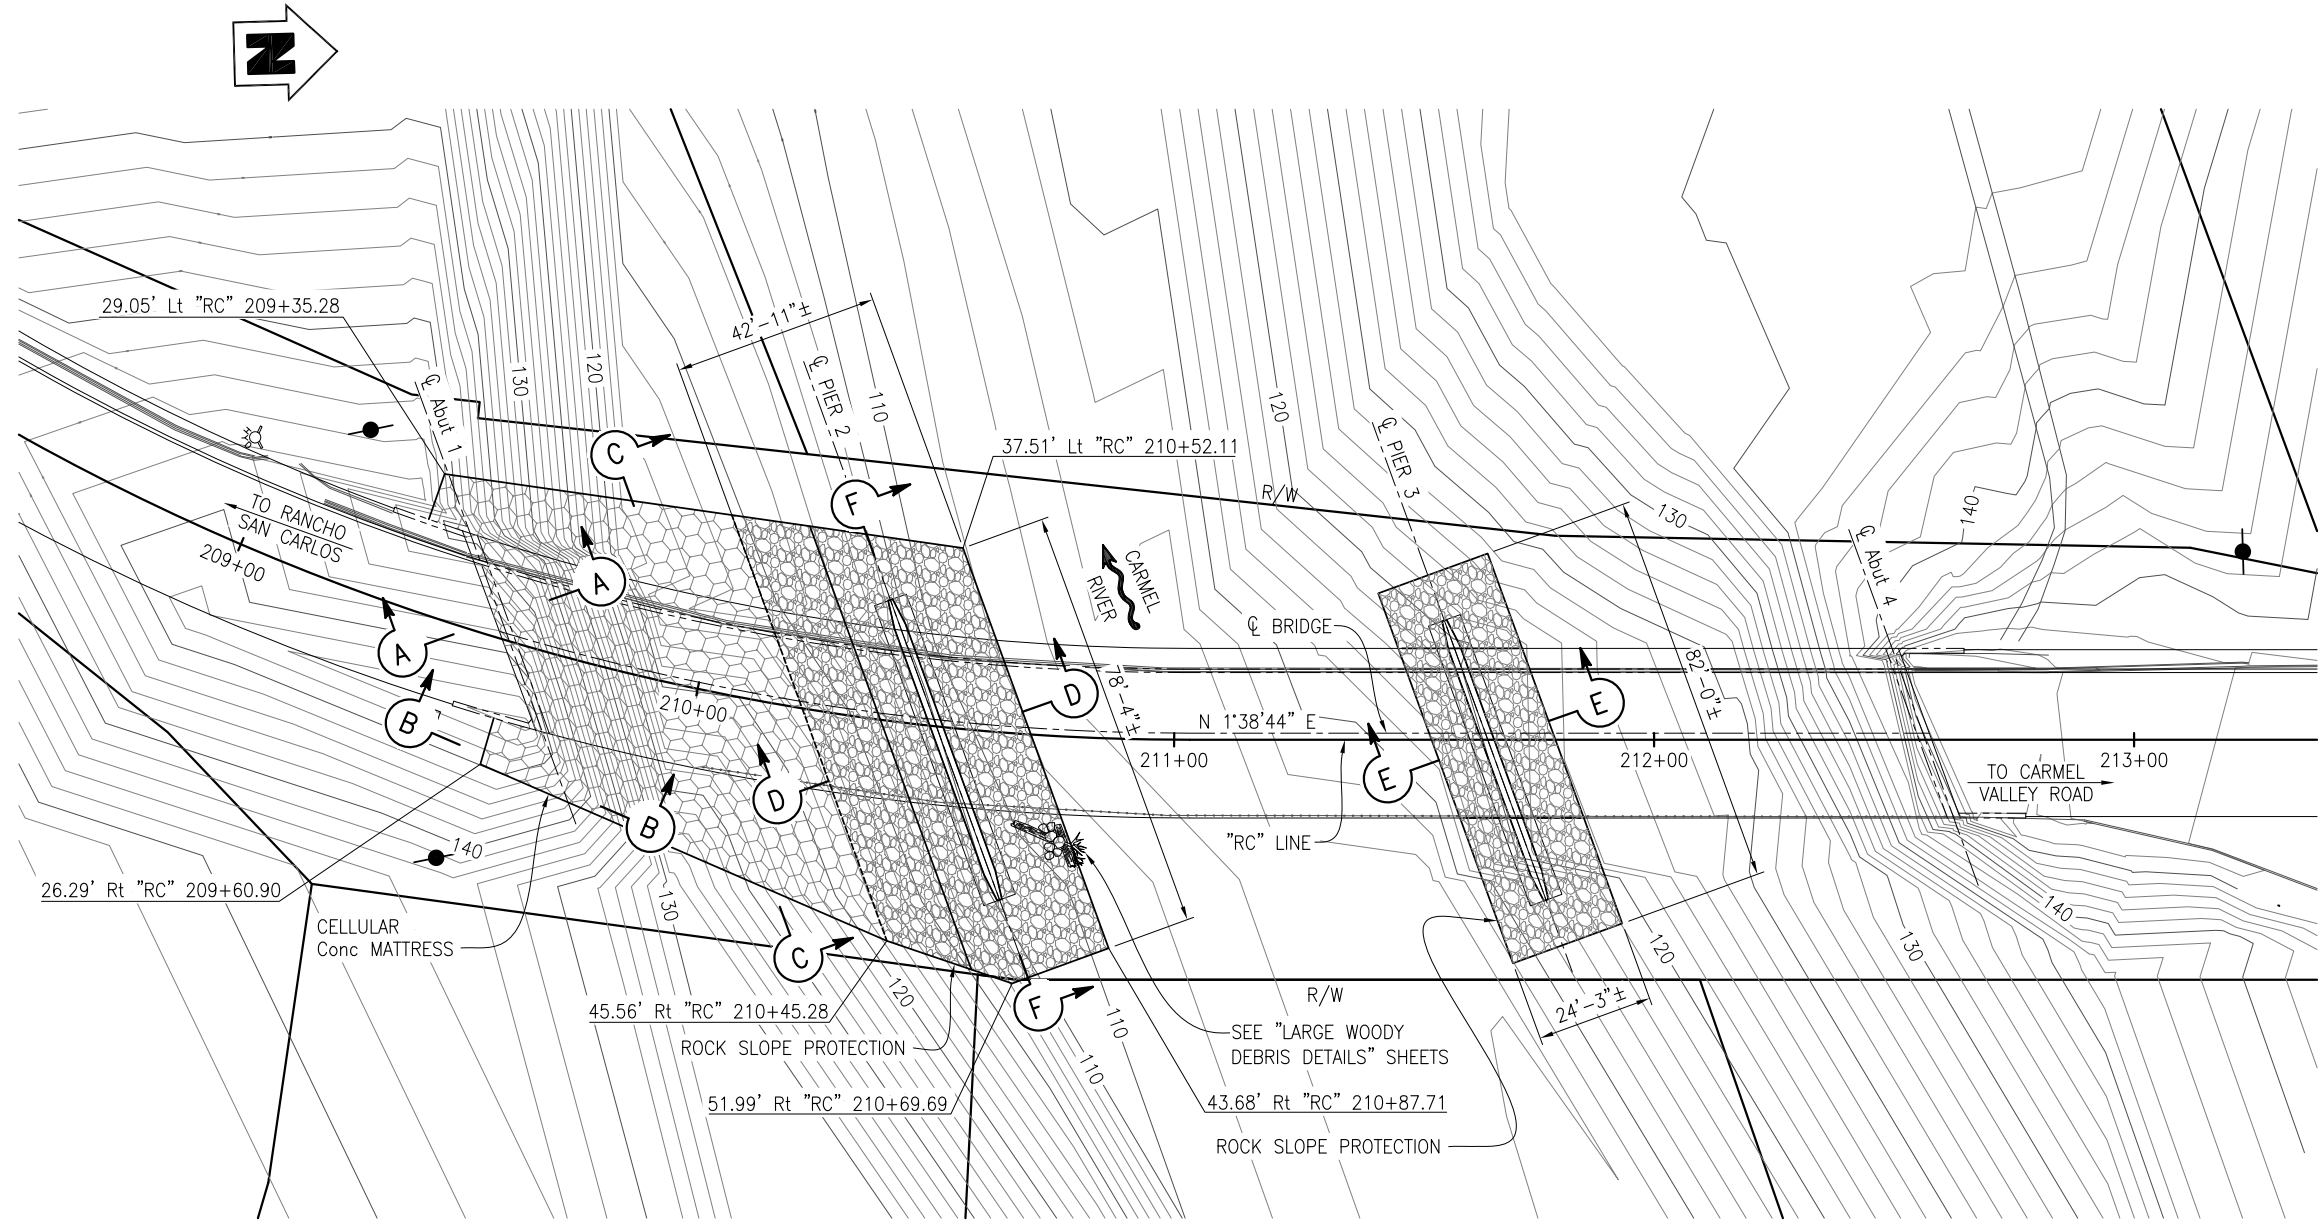 N
29.05' Lt "RC" 209+35.28
℄ Abut 1
130
120
42'-11"±
℄ PIER 2
110
C
F
37.51' Lt "RC" 210+52.11
120
℄ PIER 3
R/W
130
℄ Abut 4
140
TO RANCHO
SAN CARLOS
209+00
A
A
B
CARMEL
RIVER
78'-4"±
D
℄ BRIDGE
82'-0"±
E
210+00
N 1°38'44" E
211+00
212+00
213+00
TO CARMEL
VALLEY ROAD
E
D
B
"RC" LINE
140
26.29' Rt "RC" 209+60.90
CELLULAR
Conc MATTRESS
130
C
120
140
130
120
45.56' Rt "RC" 210+45.28
ROCK SLOPE PROTECTION
F
110
110
R/W
24'-3"±
SEE "LARGE WOODY
DEBRIS DETAILS" SHEETS
51.99' Rt "RC" 210+69.69
43.68' Rt "RC" 210+87.71
ROCK SLOPE PROTECTION